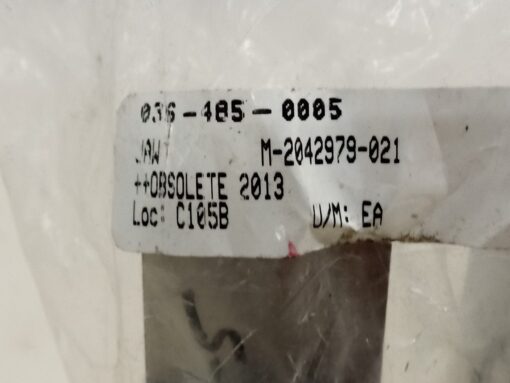 036-485-0005
JAW M-2042979-021
++OBSOLETE 2013
Loc: C105B U/M: EA